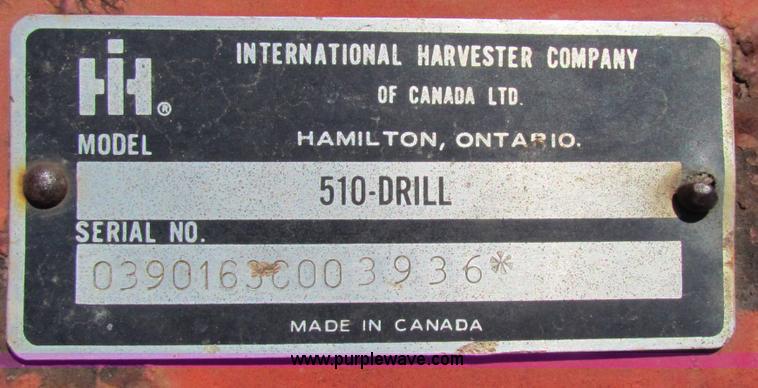 IH®
INTERNATIONAL HARVESTER COMPANY
OF CANADA LTD.
HAMILTON, ONTARIO.
MODEL
510-DRILL
SERIAL NO.
MADE IN CANADA
www.purplewave.com